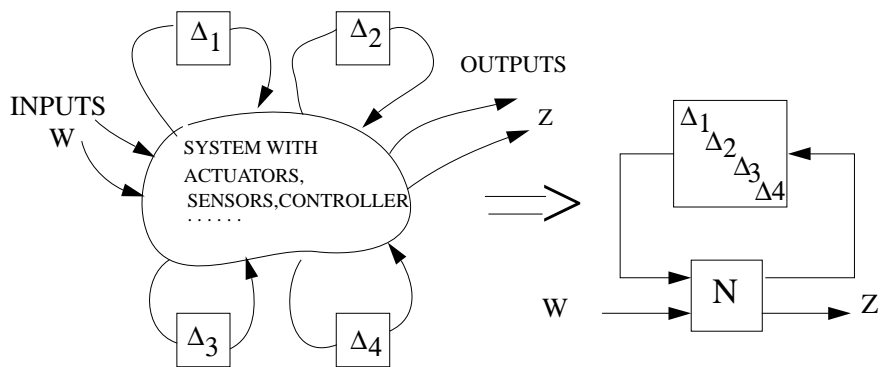 Δ1
Δ2
INPUTS
W
OUTPUTS
Z
SYSTEM WITH
ACTUATORS,
SENSORS,CONTROLLER
......
Δ3
Δ4
Δ1
Δ2
Δ3
Δ4
N
W
Z